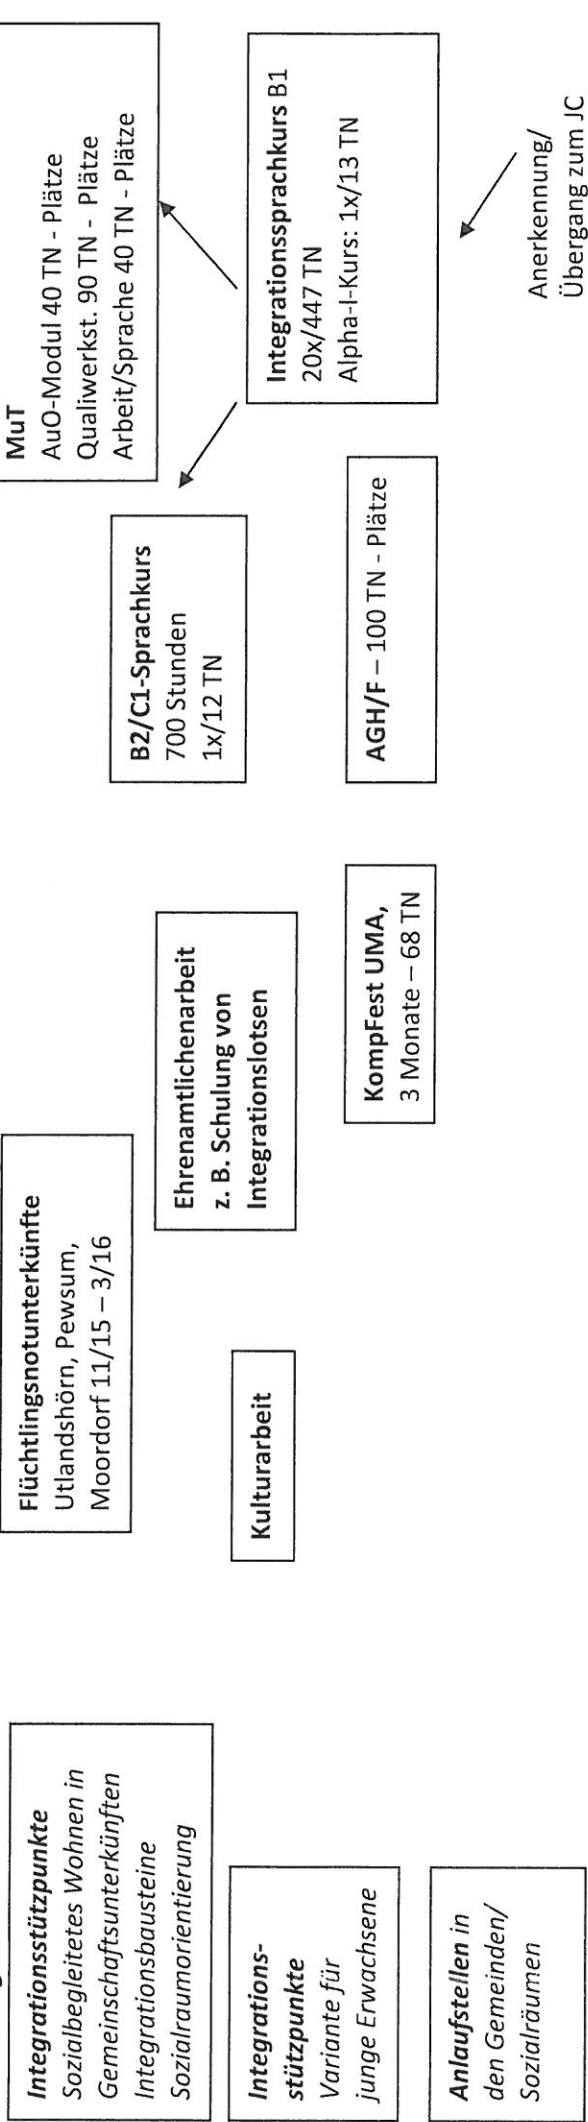 Integrationsstützpunkte
Sozialbegleitetes Wohnen in
Gemeinschaftsunterkünften
Integrationsbausteine
Sozialraumorientierung
Integrations-
stützpunkte
Variante für
junge Erwachsene
Anlaufstellen in
den Gemeinden/
Sozialräumen
Flüchtlingsnotunterkünfte
Utlandshörn, Pewsum,
Moordorf 11/15 – 3/16
Kulturarbeit
Ehrenamtlichenarbeit
z. B. Schulung von
Integrationslotsen
KompFest UMA,
3 Monate – 68 TN
B2/C1-Sprachkurs
700 Stunden
1x/12 TN
AGH/F – 100 TN - Plätze
MuT
AuO-Modul 40 TN - Plätze
Qualiwerkst. 90 TN - Plätze
Arbeit/Sprache 40 TN - Plätze
Integrationssprachkurs B1
20x/447 TN
Alpha-I-Kurs: 1x/13 TN
Anerkennung/
Übergang zum JC